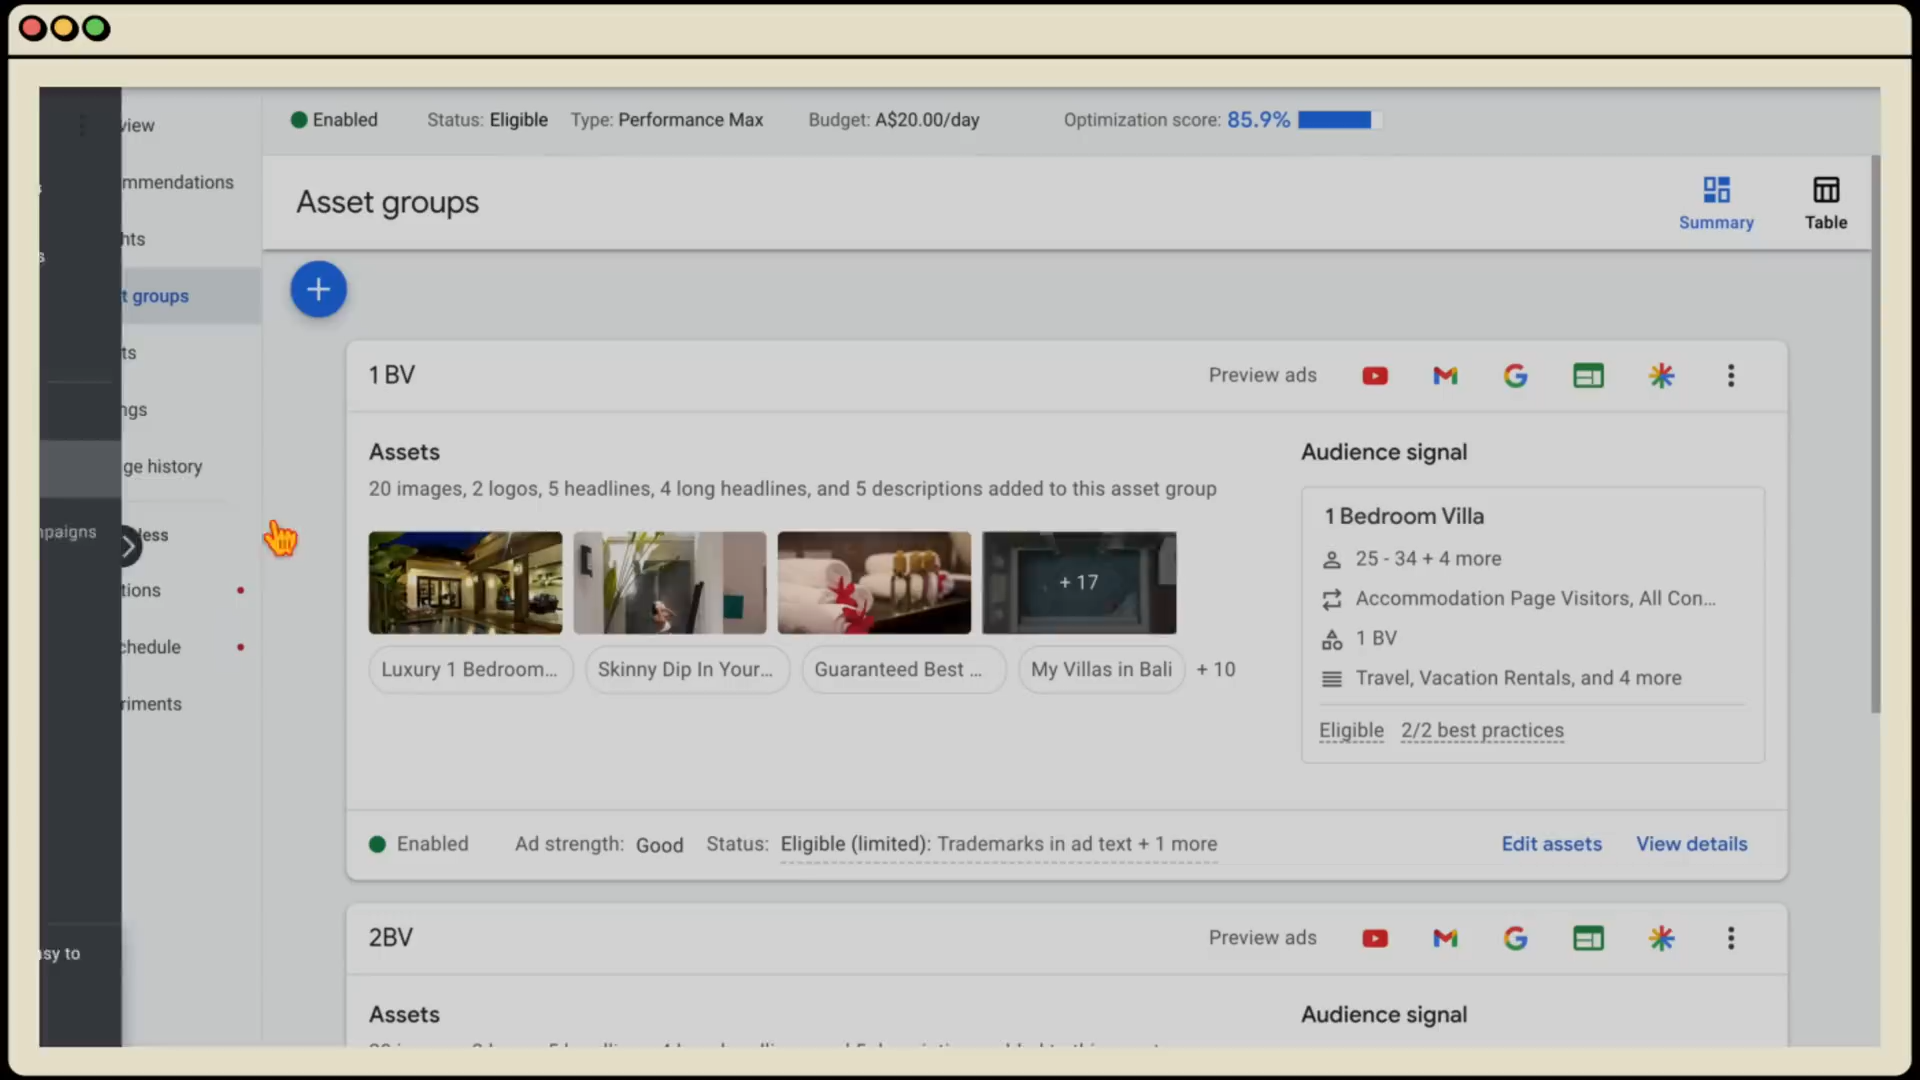 view
Enabled Status: Eligible Type: Performance Max Budget: A$20.00/day Optimization score: 85.9%
mmendations
Asset groups
Summary
Table
hts
t groups
ts
ngs
ge history
mpaigns
less
tions
chedule
riments
sy to
1 BV
Preview ads
Assets
20 images, 2 logos, 5 headlines, 4 long headlines, and 5 descriptions added to this asset group
+ 17
Luxury 1 Bedroom... Skinny Dip In Your... Guaranteed Best ... My Villas in Bali + 10
Audience signal
1 Bedroom Villa
25 - 34 + 4 more
Accommodation Page Visitors, All Con...
1 BV
Travel, Vacation Rentals, and 4 more
Eligible 2/2 best practices
Enabled Ad strength: Good Status: Eligible (limited): Trademarks in ad text + 1 more Edit assets View details
2BV
Preview ads
Assets
Audience signal